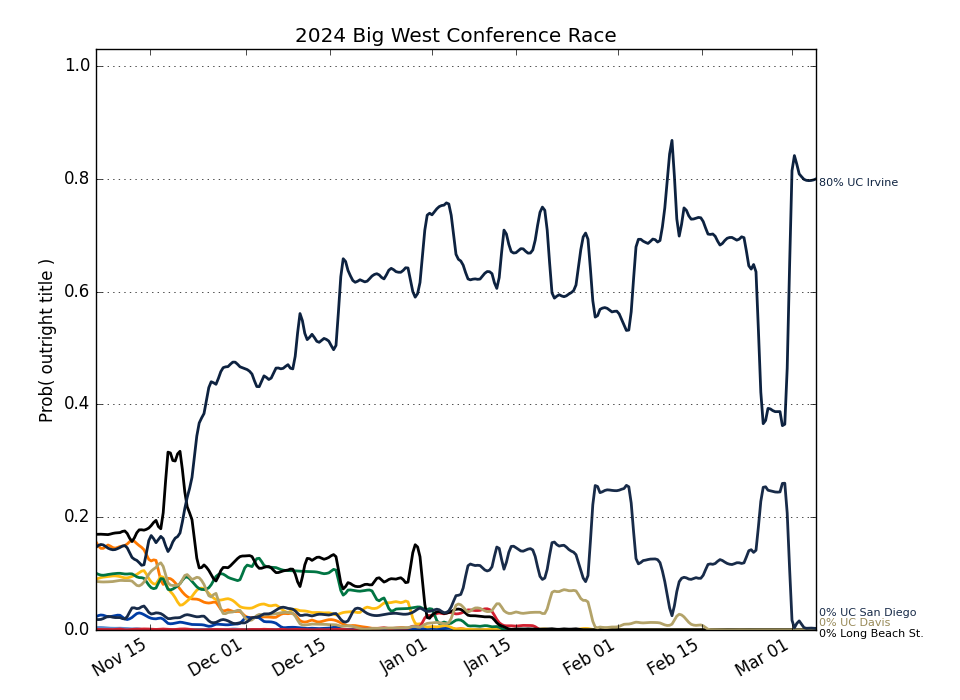 2024 Big West Conference Race
1.0
0.8
0.6
0.4
0.2
0.0
Prob( outright title )
80% UC Irvine
0% UC San Diego
0% UC Davis
0% Long Beach St.
Nov 15
Dec 01
Dec 15
Jan 01
Jan 15
Feb 01
Feb 15
Mar 01